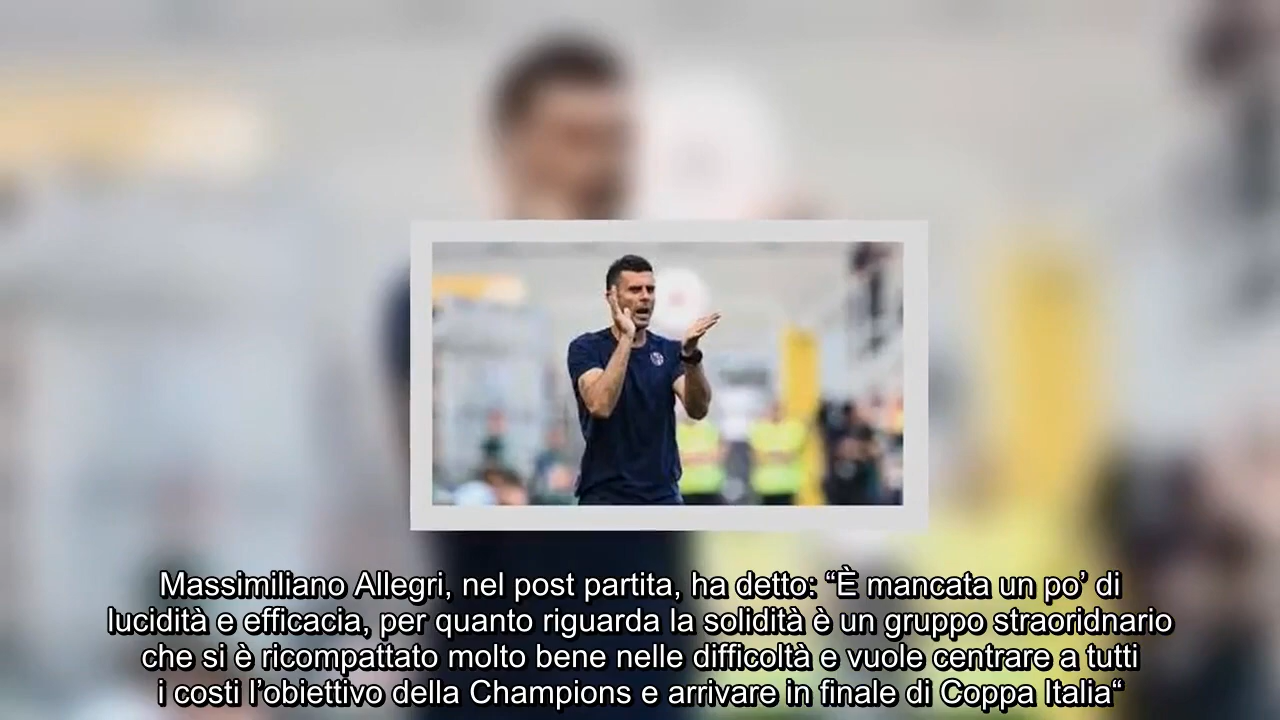 Massimiliano Allegri, nel post partita, ha detto: “È mancata un po’ di
lucidità e efficacia, per quanto riguarda la solidità è un gruppo straoridnario
che si è ricompattato molto bene nelle difficoltà e vuole centrare a tutti
i costi l’obiettivo della Champions e arrivare in finale di Coppa Italia“